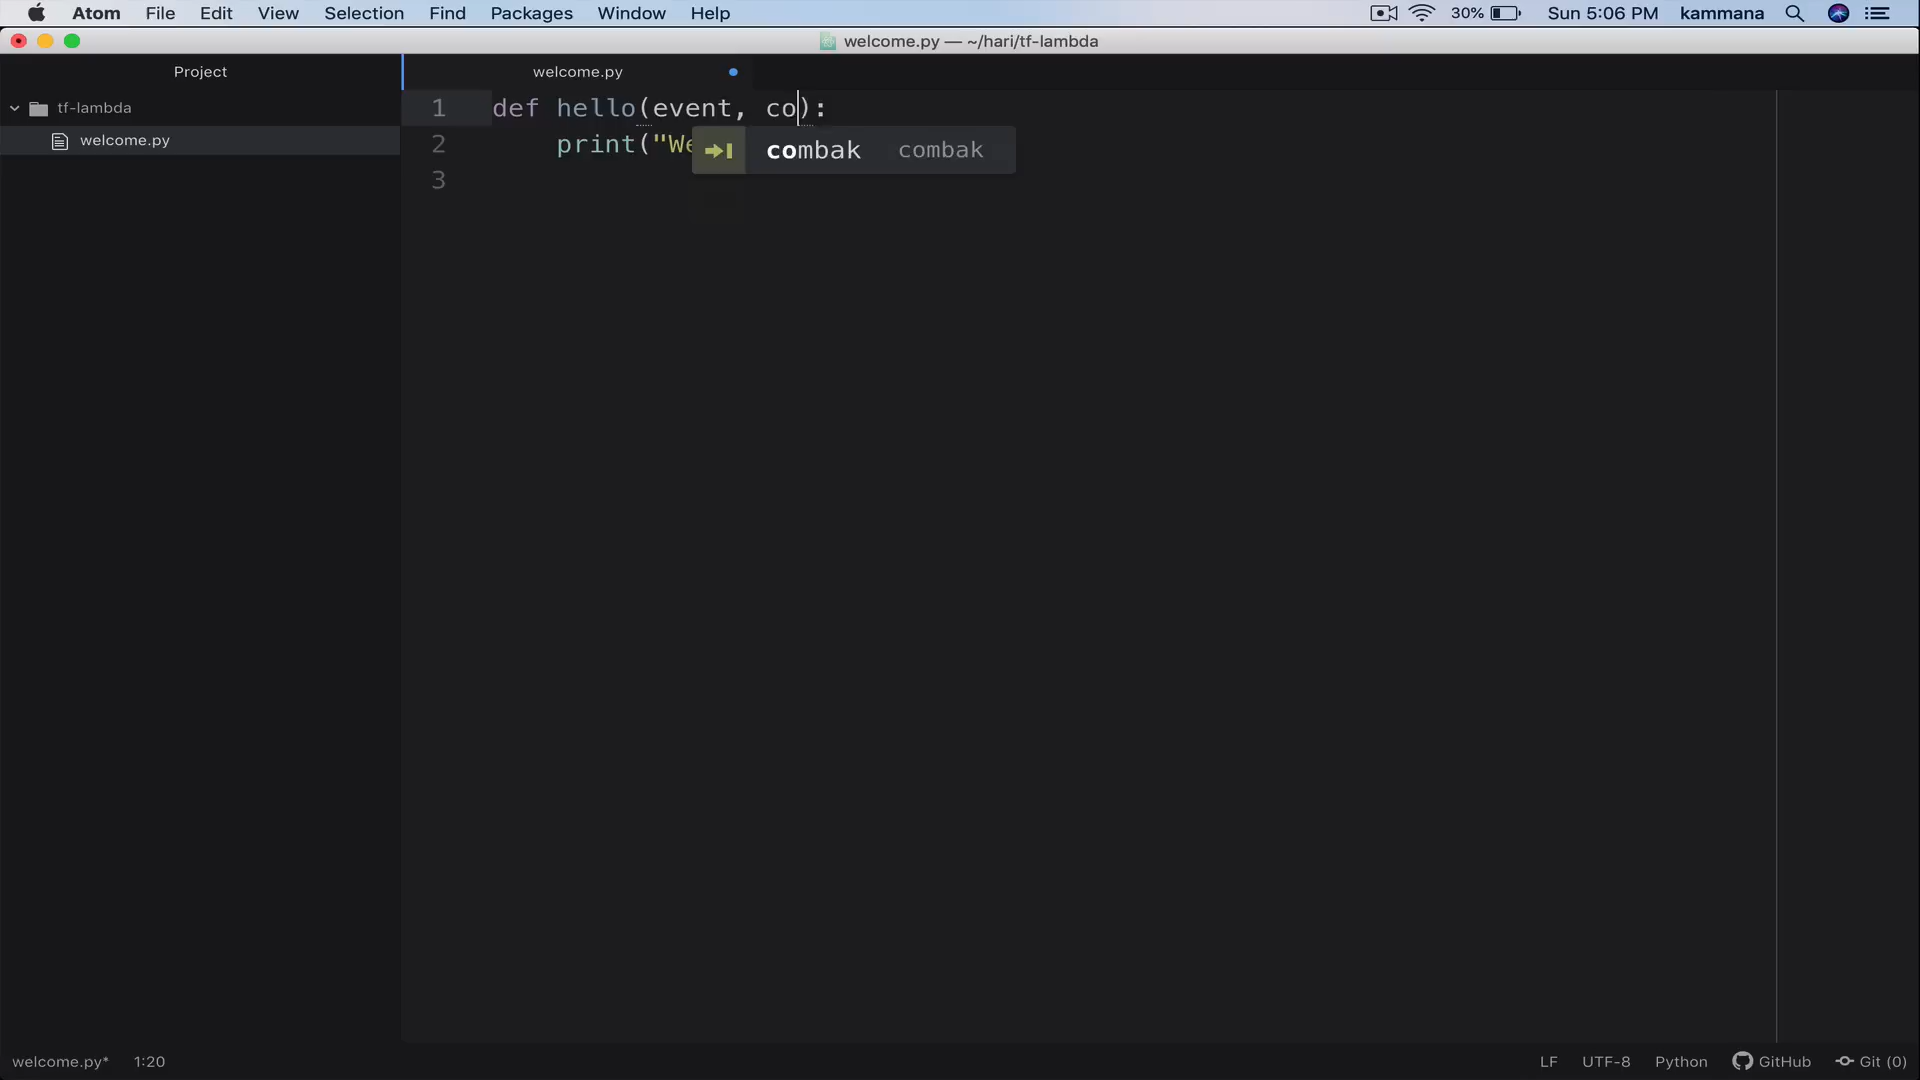 Atom File Edit View Selection Find Packages Window Help 30% Sun 5:06 PM kammana
welcome.py — ~/hari/tf-lambda
Project
welcome.py
tf-lambda
welcome.py
1 def hello(event, co):
2 print("We
combak combak
3
welcome.py* 1:20 LF UTF-8 Python GitHub Git (0)